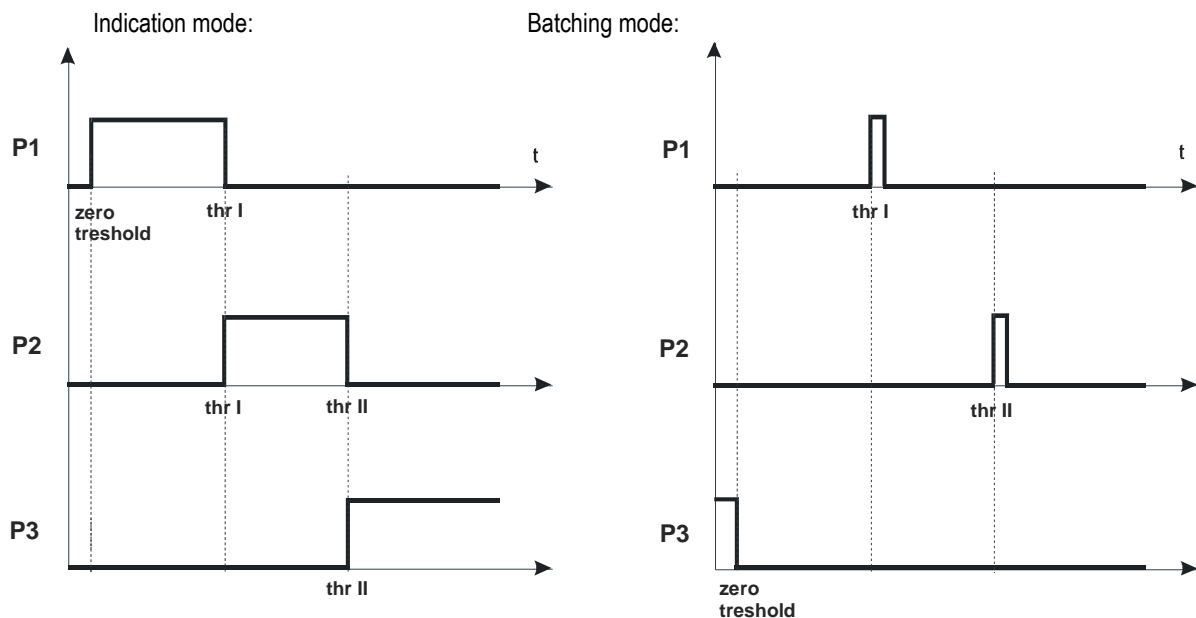 Indication mode:
P1
t
zero
treshold
thr I
P2
thr I
thr II
P3
thr II
Batching mode:
P1
t
thr I
P2
thr II
P3
zero
treshold